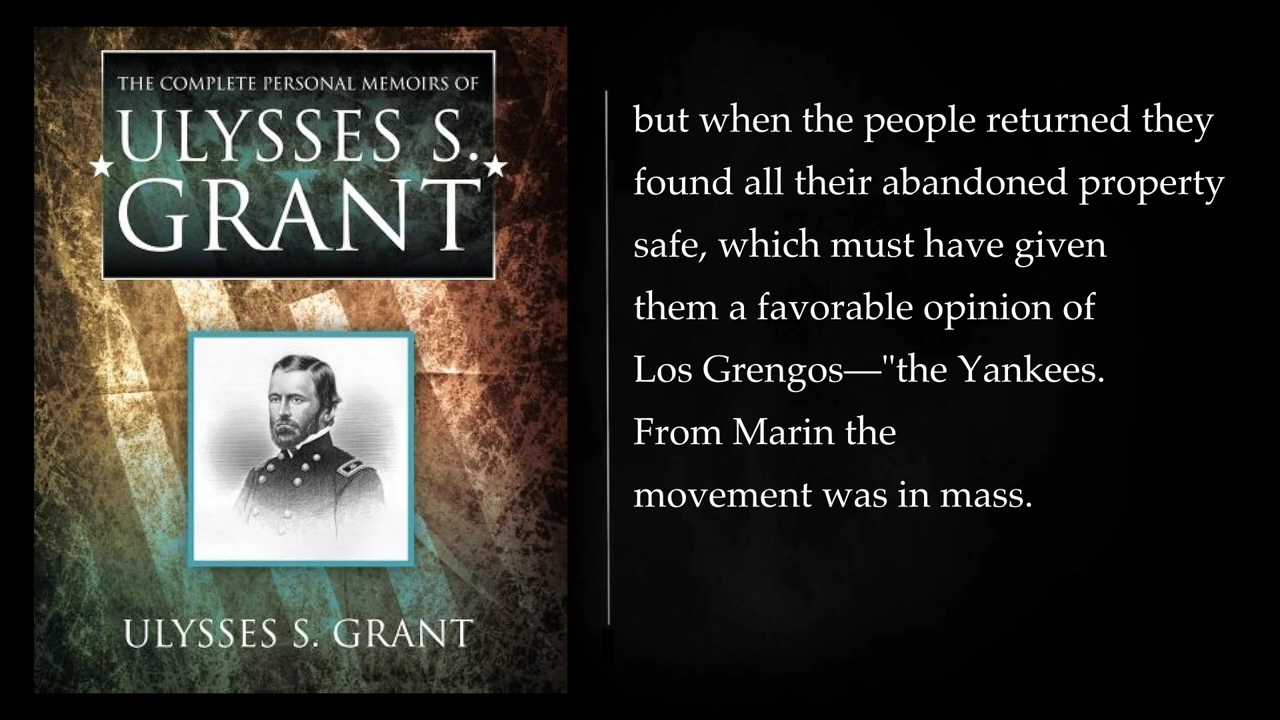 THE COMPLETE PERSONAL MEMOIRS OF
ULYSSES S.
GRANT
ULYSSES S. GRANT
but when the people returned they
found all their abandoned property
safe, which must have given
them a favorable opinion of
Los Grengos—"the Yankees.
From Marin the
movement was in mass.